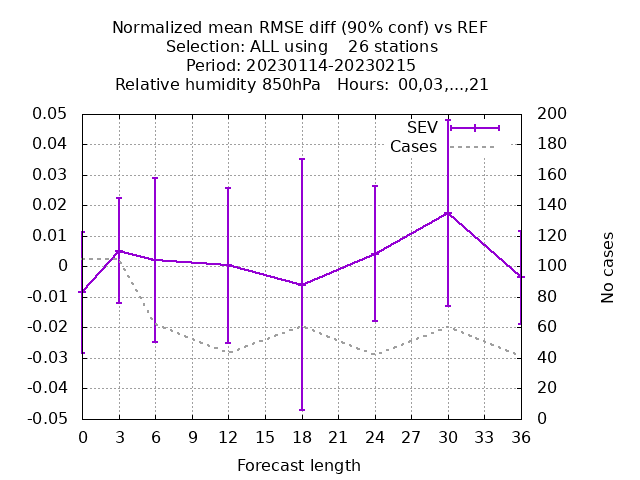 Normalized mean RMSE diff (90% conf) vs REF
Selection: ALL using    26 stations
Period: 20230114-20230215
Relative humidity 850hPa   Hours: 00,03,...,21
0.05
0.04
0.03
0.02
0.01
0
-0.01
-0.02
-0.03
-0.04
-0.05
SEV
Cases
200
180
160
140
120
100
80
60
40
20
0
No cases
0 3 6 9 12 15 18 21 24 27 30 33 36
Forecast length